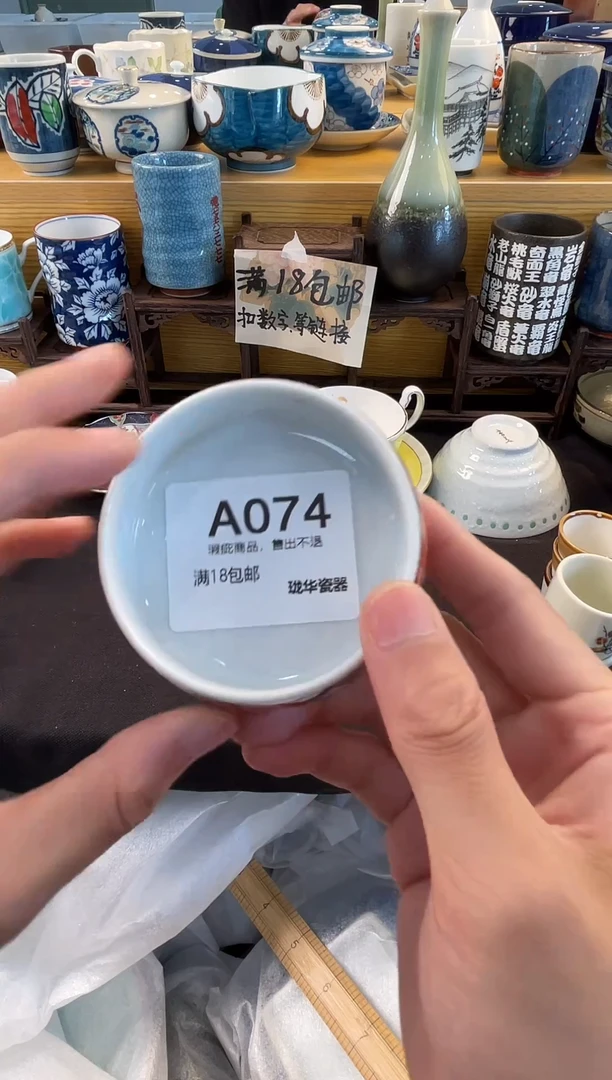 满18包邮
扣数字等链接
A074
瑕疵商品，售出不退
满18包邮
珑华瓷器